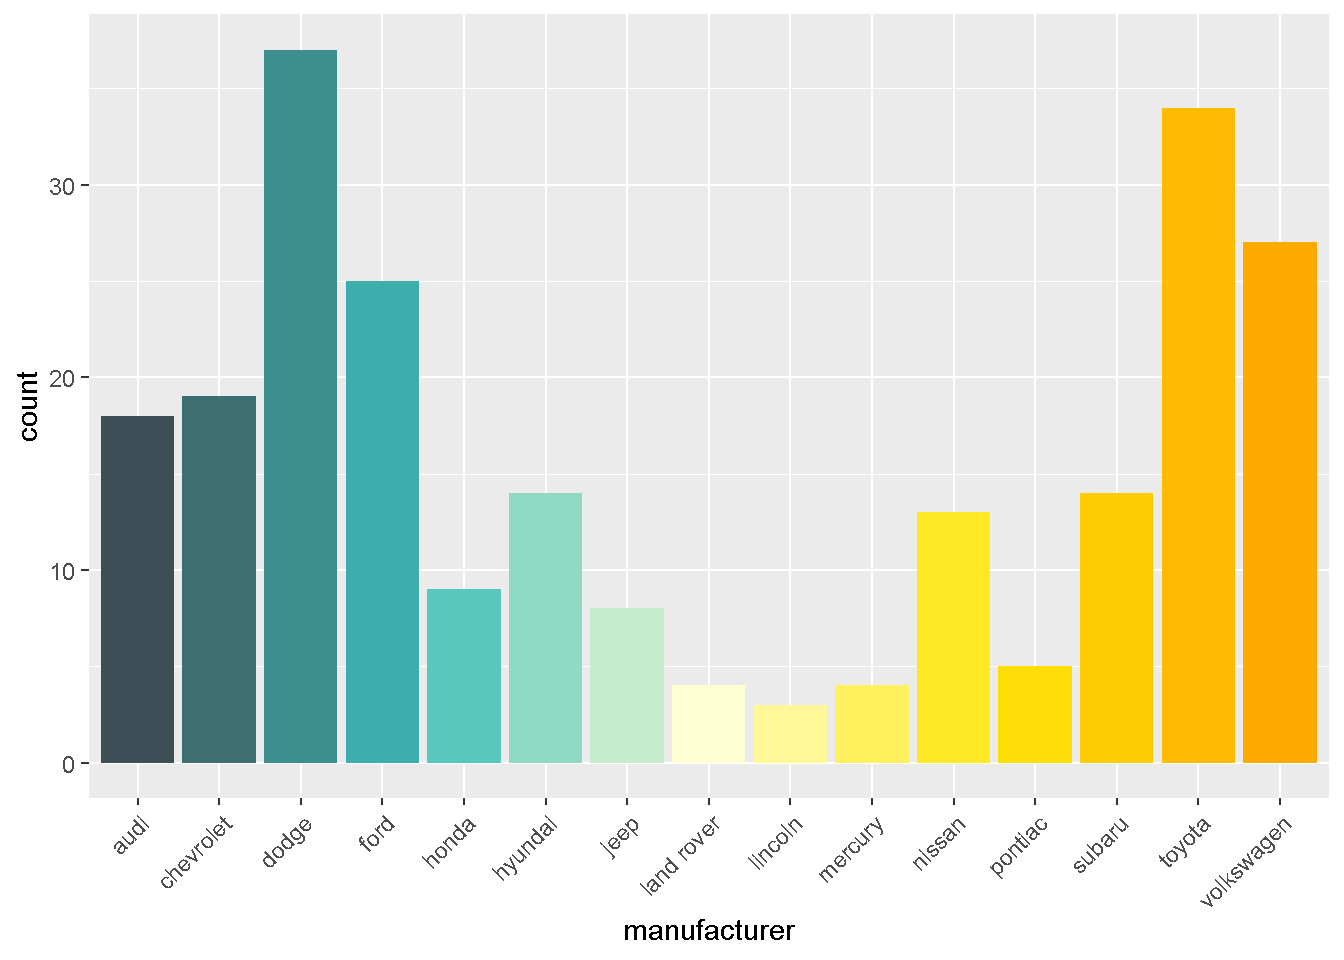 count
30
20
10
0
audi
chevrolet
dodge
ford
honda
hyundai
jeep
land rover
lincoln
mercury
nissan
pontiac
subaru
toyota
volkswagen
manufacturer